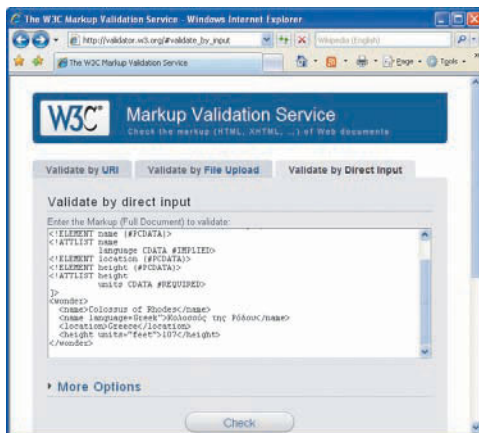 The W3C Markup Validation Service - Windows Internet Explorer
http://validator.w3.org/#validate_by_input
Wikipedia (English)
The W3C Markup Validation Service
Page
Tools
W3C
Markup Validation Service
Check the markup (HTML, XHTML, ...) of Web documents
Validate by URI
Validate by File Upload
Validate by Direct Input
Validate by direct input
Enter the Markup (Full Document) to validate:
<!ELEMENT name (#PCDATA)>
<!ATTLIST name
language CDATA #IMPLIED>
<!ELEMENT location (#PCDATA)>
<!ELEMENT height (#PCDATA)>
<!ATTLIST height
units CDATA #REQUIRED>
]>
<wonder>
<name>Colossus of Rhodes</name>
<name language=Greek">Κολοσσός της Ρόδου</name>
<location>Greece</location>
<height units="feet">107</height>
</wonder>
More Options
Check